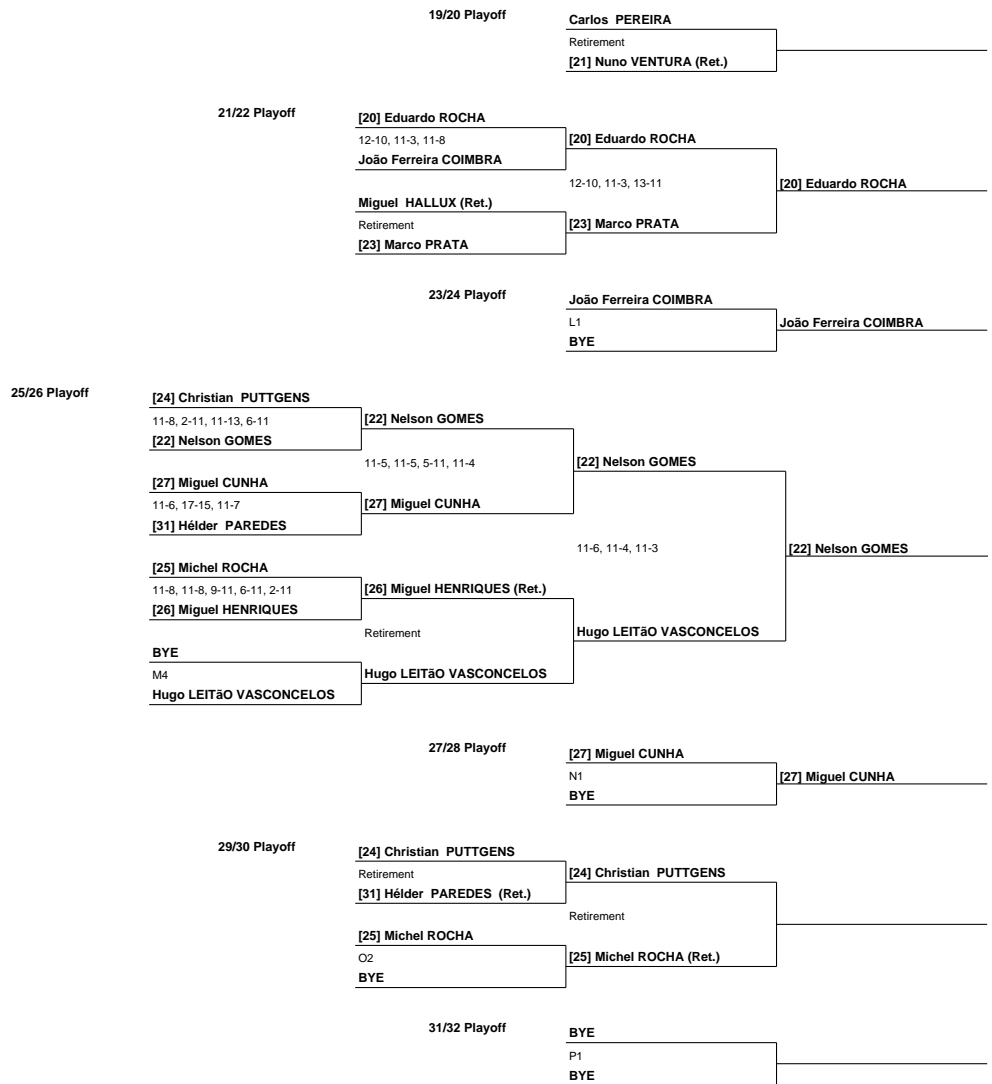 19/20 Playoff
Carlos PEREIRA
Retirement
[21] Nuno VENTURA (Ret.)
21/22 Playoff
[20] Eduardo ROCHA
12-10, 11-3, 11-8
[20] Eduardo ROCHA
João Ferreira COIMBRA
12-10, 11-3, 13-11
[20] Eduardo ROCHA
Miguel HALLUX (Ret.)
Retirement
[23] Marco PRATA
[23] Marco PRATA
23/24 Playoff
João Ferreira COIMBRA
L1
João Ferreira COIMBRA
BYE
25/26 Playoff
[24] Christian PUTTGENS
11-8, 2-11, 11-13, 6-11
[22] Nelson GOMES
[22] Nelson GOMES
11-5, 11-5, 5-11, 11-4
[22] Nelson GOMES
[27] Miguel CUNHA
11-6, 17-15, 11-7
[27] Miguel CUNHA
[31] Hélder PAREDES
11-6, 11-4, 11-3
[22] Nelson GOMES
[25] Michel ROCHA
11-8, 11-8, 9-11, 6-11, 2-11
[26] Miguel HENRIQUES (Ret.)
[26] Miguel HENRIQUES
Retirement
Hugo LEITãO VASCONCELOS
BYE
M4
Hugo LEITãO VASCONCELOS
Hugo LEITãO VASCONCELOS
27/28 Playoff
[27] Miguel CUNHA
N1
[27] Miguel CUNHA
BYE
29/30 Playoff
[24] Christian PUTTGENS
Retirement
[24] Christian PUTTGENS
[31] Hélder PAREDES (Ret.)
Retirement
[25] Michel ROCHA
O2
[25] Michel ROCHA (Ret.)
BYE
31/32 Playoff
BYE
P1
BYE